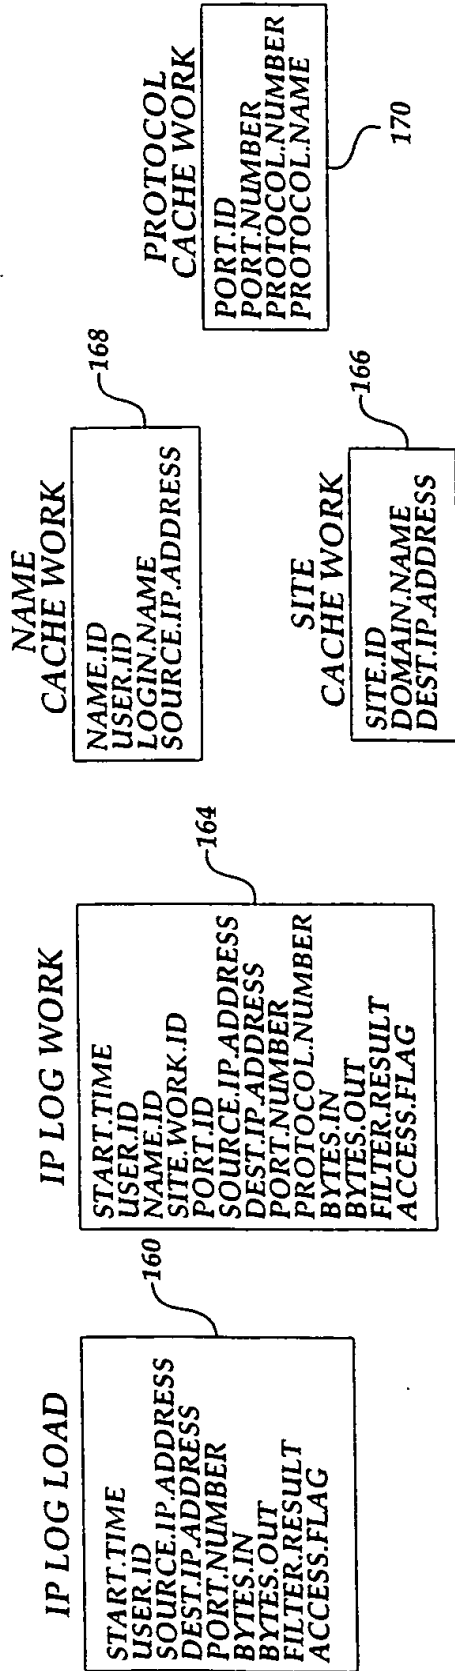 IP LOG LOAD
160
START.TIME
USER.ID
SOURCE.IP.ADDRESS
DEST.IP.ADDRESS
PORT.NUMBER
BYTES.IN
BYTES.OUT
FILTER.RESULT
ACCESS.FLAG
IP LOG WORK
164
START.TIME
USER.ID
NAME.ID
SITE.WORK.ID
PORT.ID
SOURCE.IP.ADDRESS
DEST.IP.ADDRESS
PORT.NUMBER
PROTOCOL.NUMBER
BYTES.IN
BYTES.OUT
FILTER.RESULT
ACCESS.FLAG
NAME
CACHE WORK
168
NAME.ID
USER.ID
LOGIN.NAME
SOURCE.IP.ADDRESS
SITE
CACHE WORK
166
SITE.ID
DOMAIN.NAME
DEST.IP.ADDRESS
PROTOCOL
CACHE WORK
PORT.ID
PORT.NUMBER
PROTOCOL.NUMBER
PROTOCOL.NAME
170